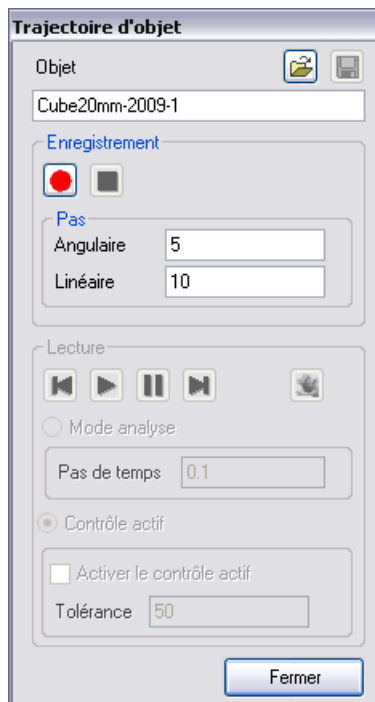 Trajectoire d'objet
Objet
Cube20mm-2009-1
Enregistrement
Pas
Angulaire 5
Linéaire 10
Lecture
Mode analyse
Pas de temps 0.1
Contrôle actif
Activer le contrôle actif
Tolérance 50
Fermer